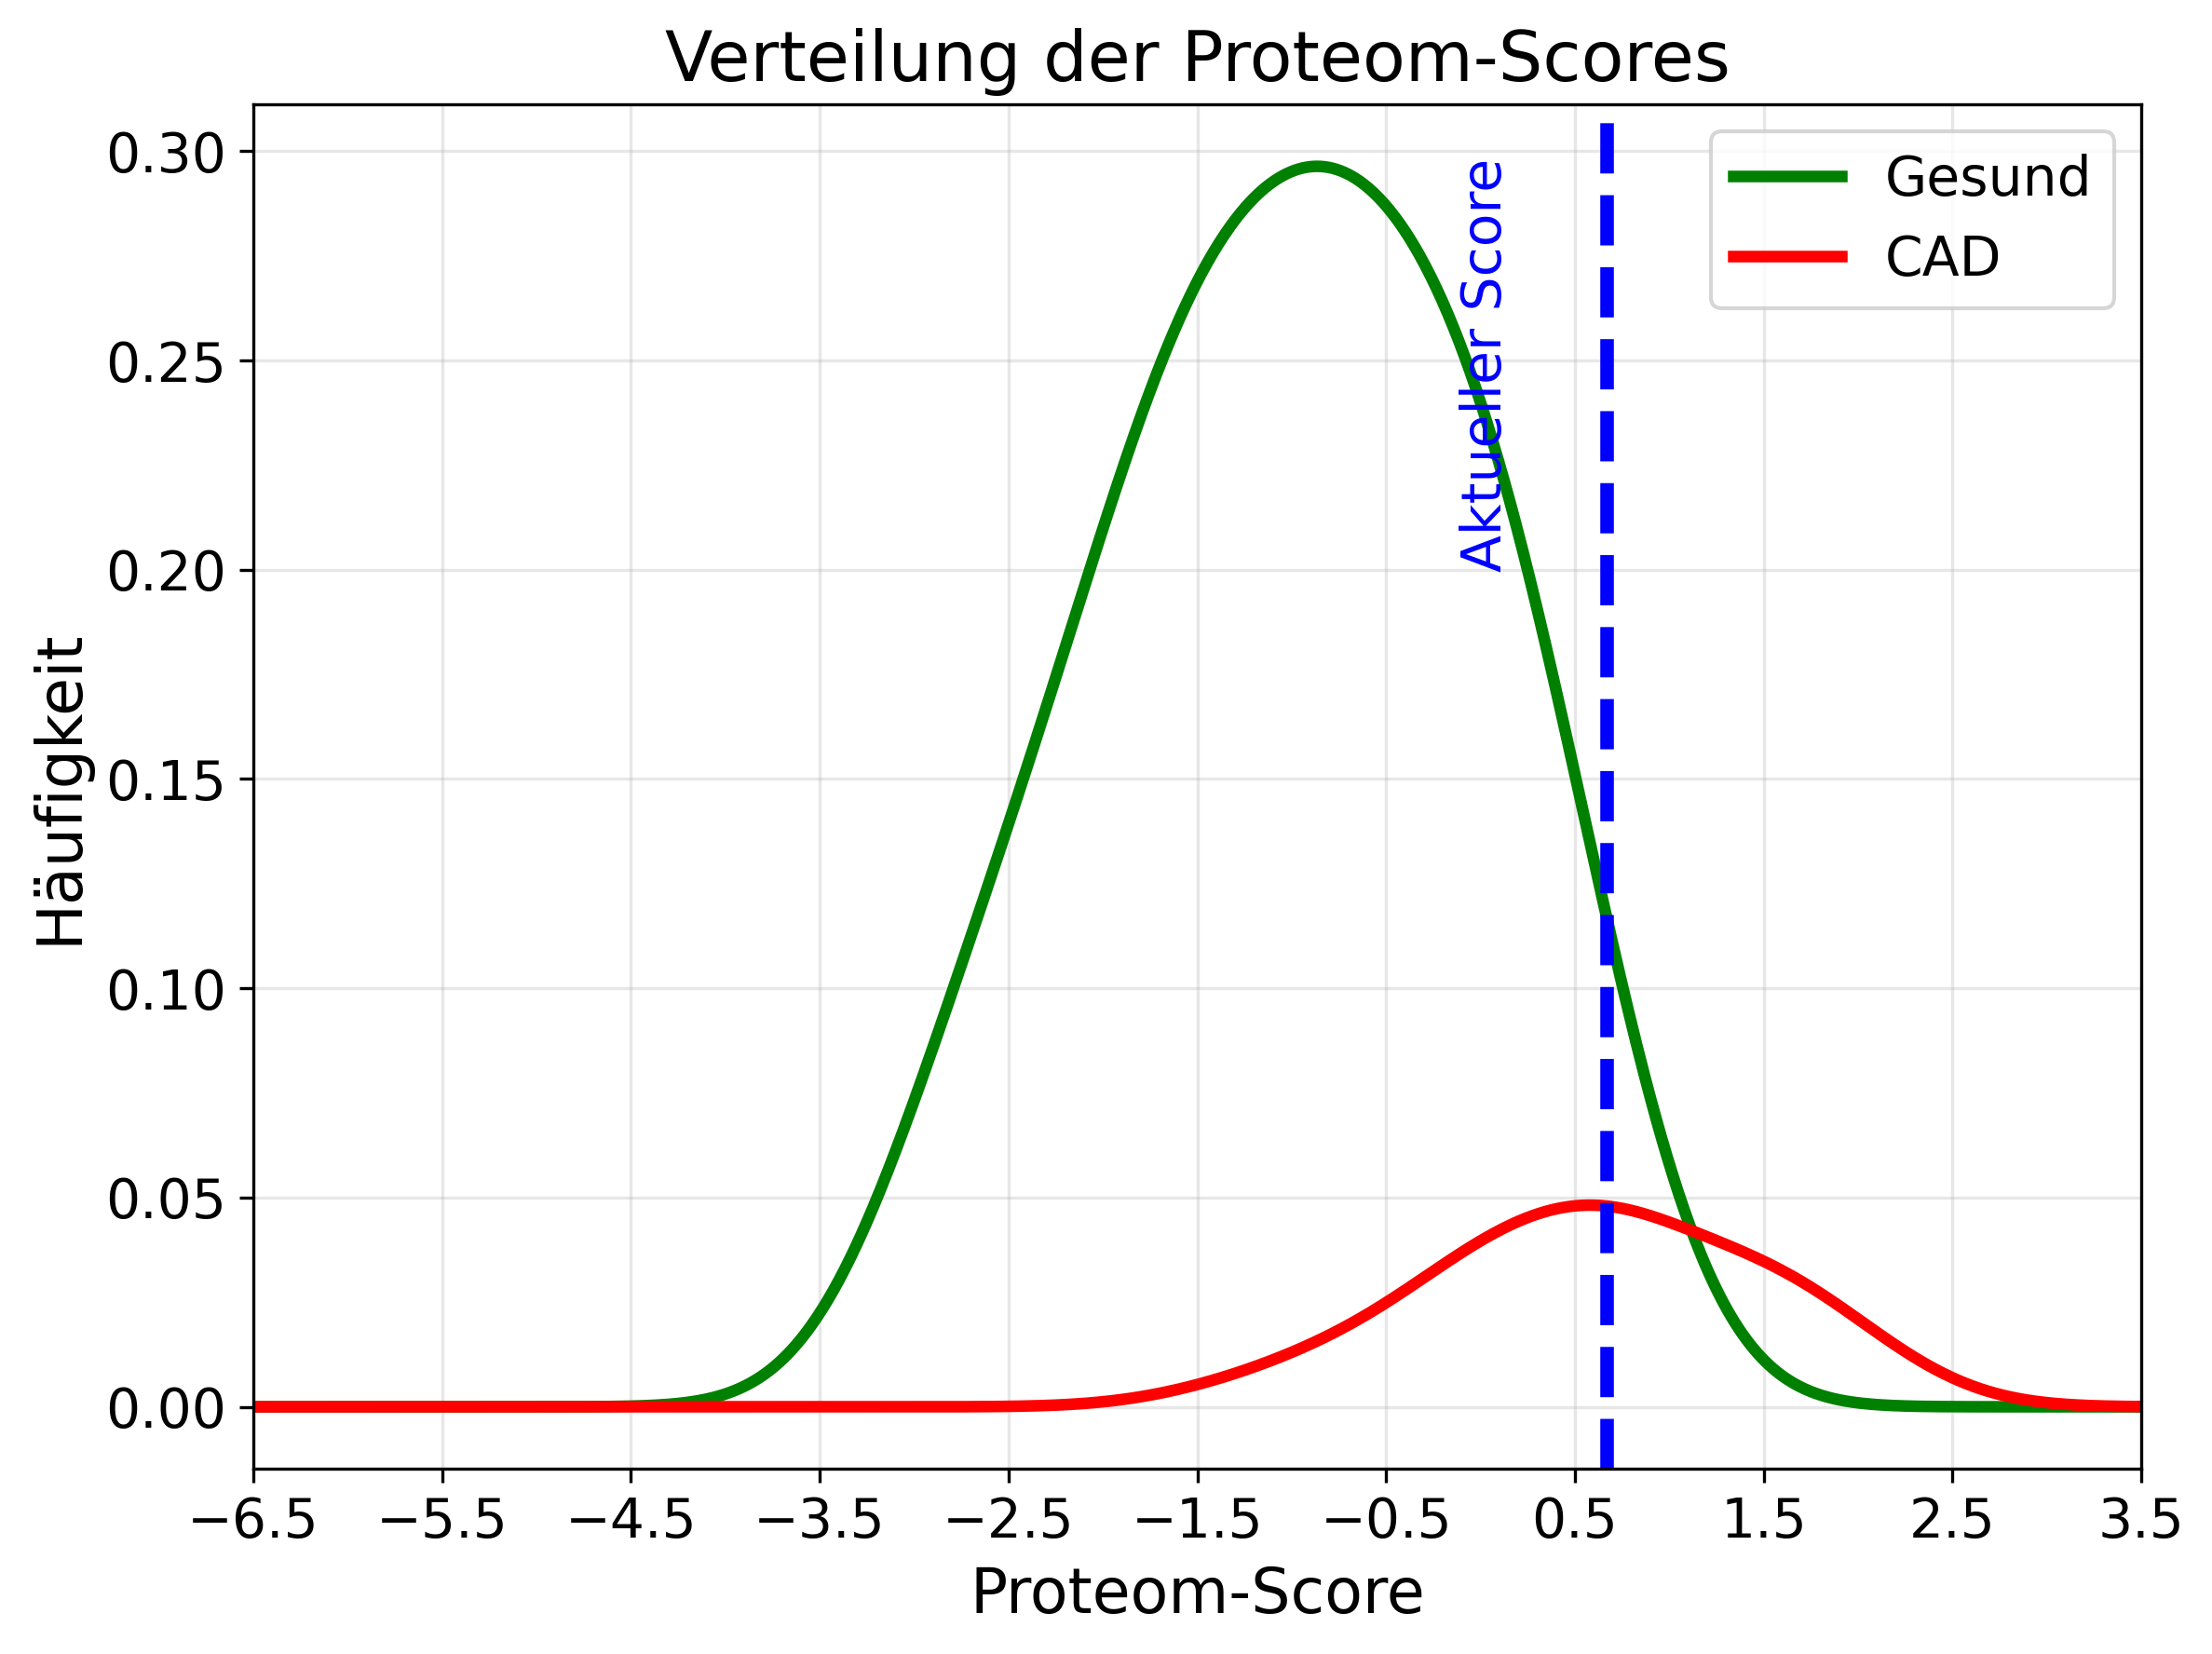 Verteilung der Proteom-Scores
Gesund
CAD
Aktueller Score
Häufigkeit
0.30
0.25
0.20
0.15
0.10
0.05
0.00
−6.5 −5.5 −4.5 −3.5 −2.5 −1.5 −0.5 0.5 1.5 2.5 3.5
Proteom-Score